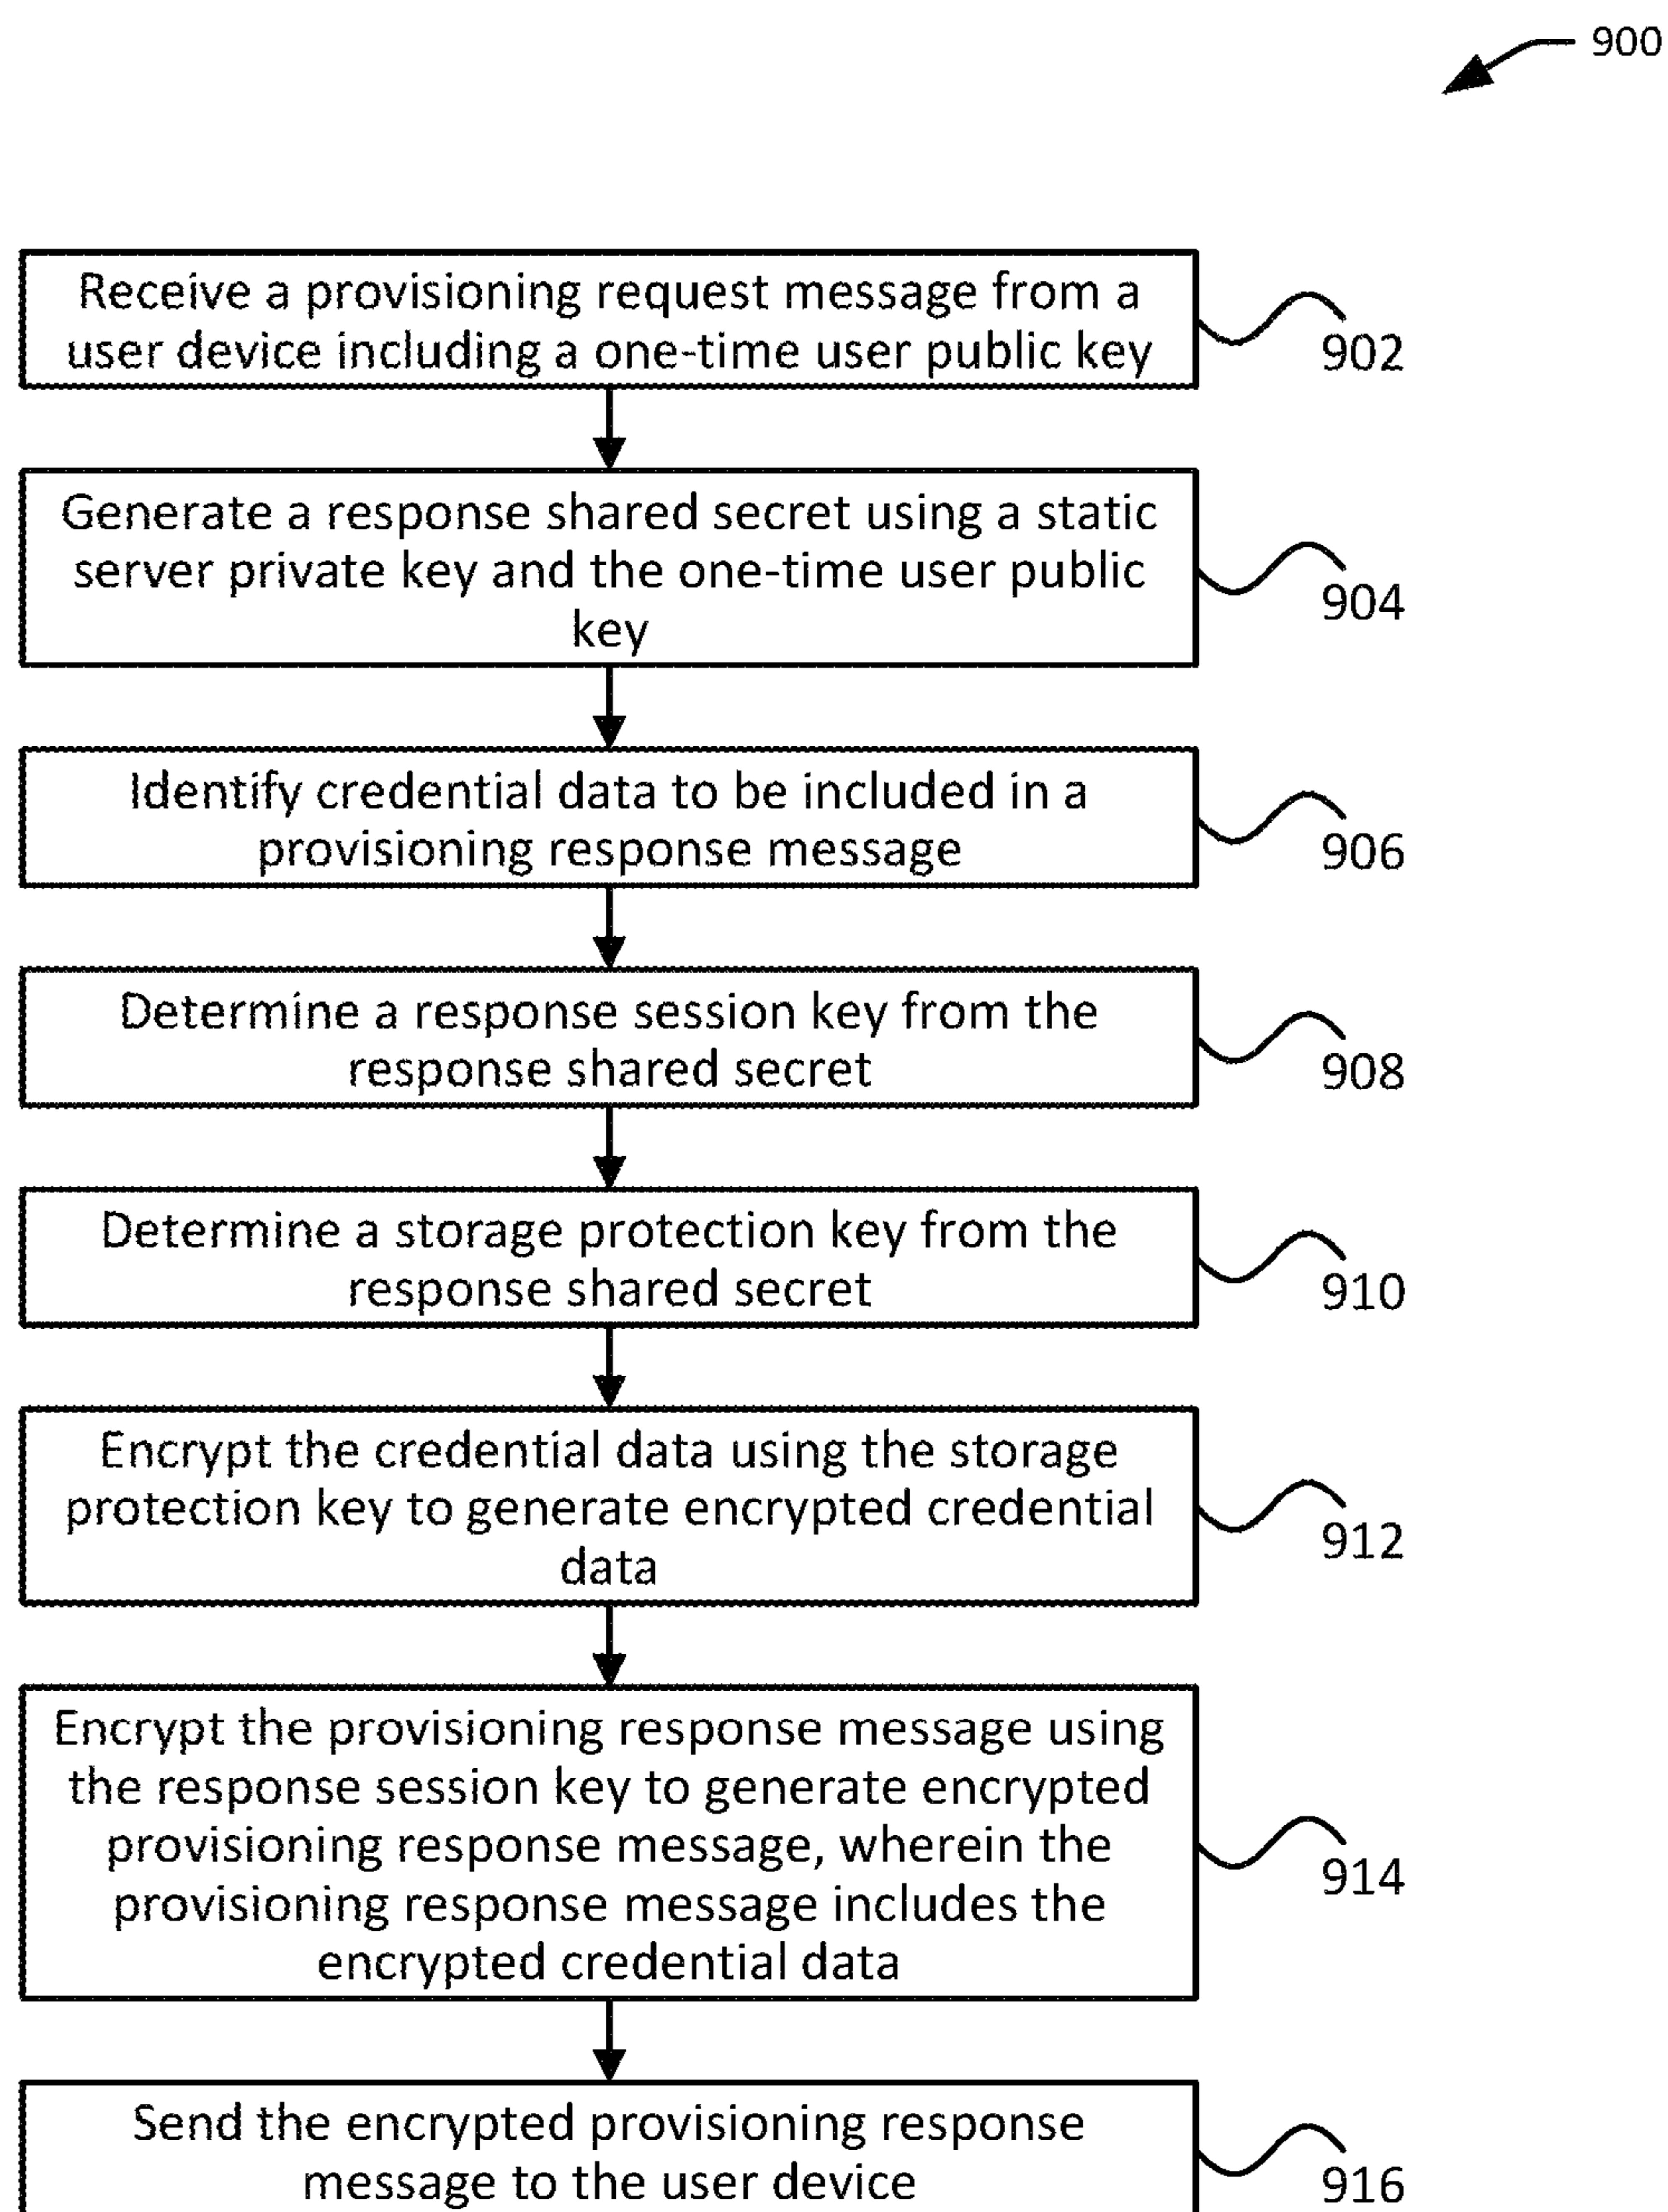 900
Receive a provisioning request message from a
user device including a one-time user public key
902
Generate a response shared secret using a static
server private key and the one-time user public
key
904
Identify credential data to be included in a
provisioning response message
906
Determine a response session key from the
response shared secret
908
Determine a storage protection key from the
response shared secret
910
Encrypt the credential data using the storage
protection key to generate encrypted credential
data
912
Encrypt the provisioning response message using
the response session key to generate encrypted
provisioning response message, wherein the
provisioning response message includes the
encrypted credential data
914
Send the encrypted provisioning response
message to the user device
916